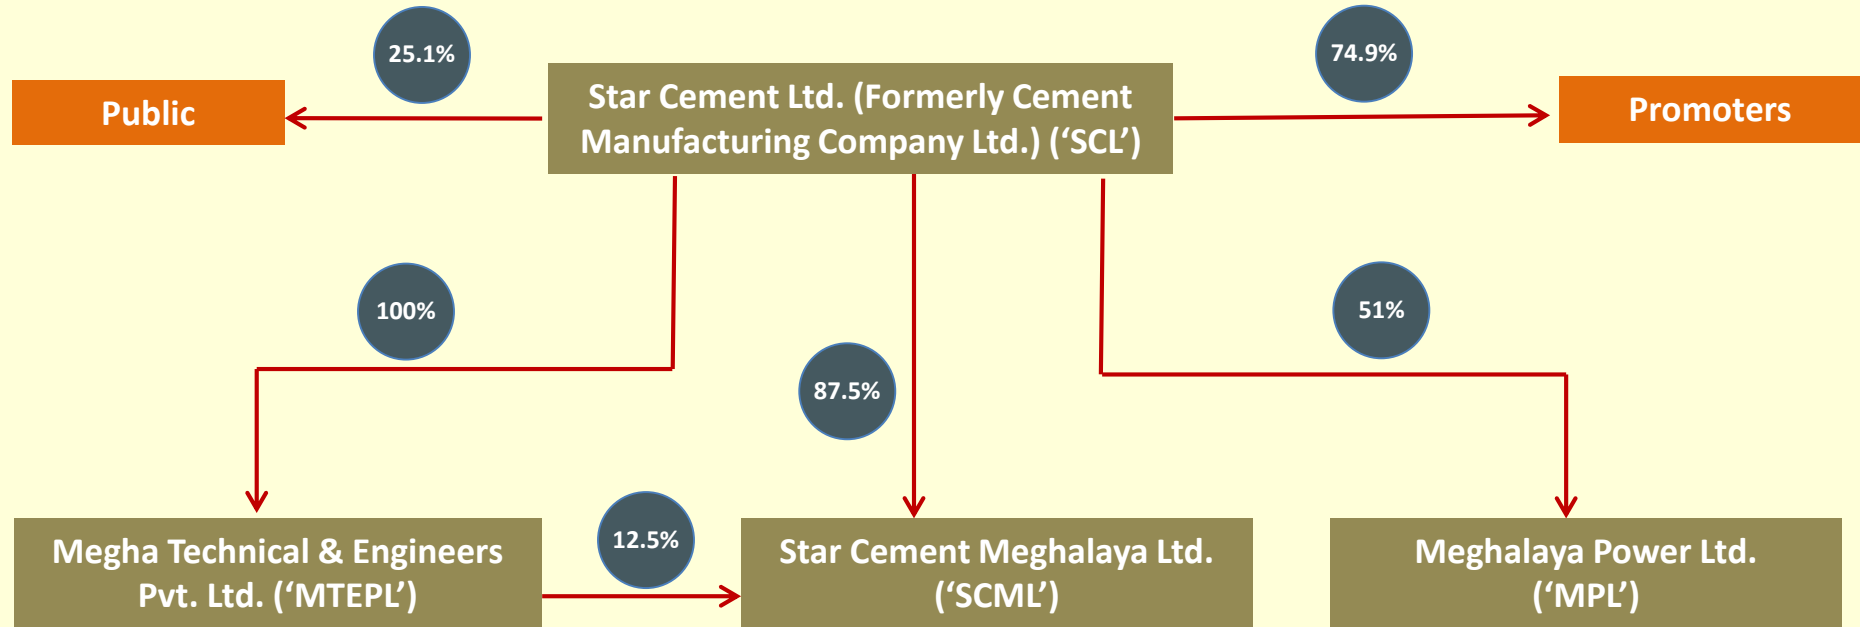 25.1%
74.9%
Public
Star Cement Ltd. (Formerly Cement
Manufacturing Company Ltd.) (‘SCL’)
Promoters
100%
87.5%
51%
Megha Technical & Engineers
Pvt. Ltd. (‘MTEPL’)
12.5%
Star Cement Meghalaya Ltd.
(‘SCML’)
Meghalaya Power Ltd.
(‘MPL’)